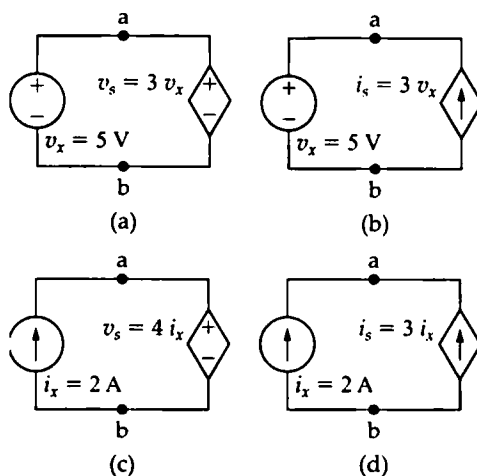 a
a
+
−
v_s = 3 v_x
+
−
+
−
i_s = 3 v_x
v_x = 5 V
v_x = 5 V
b
b
(a)
(b)
a
a
v_s = 4 i_x
+
−
i_s = 3 i_x
i_x = 2 A
i_x = 2 A
b
b
(c)
(d)